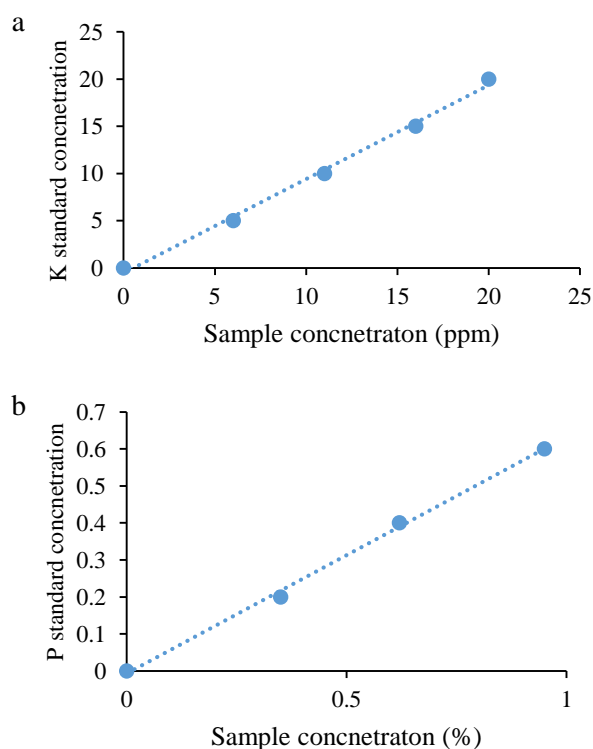 a
K standard concnetration
25
20
15
10
5
0
0 5 10 15 20 25
Sample concnetraton (ppm)
b
P standard concnetration
0.7
0.6
0.5
0.4
0.3
0.2
0.1
0
0 0.5 1
Sample concnetraton (%)